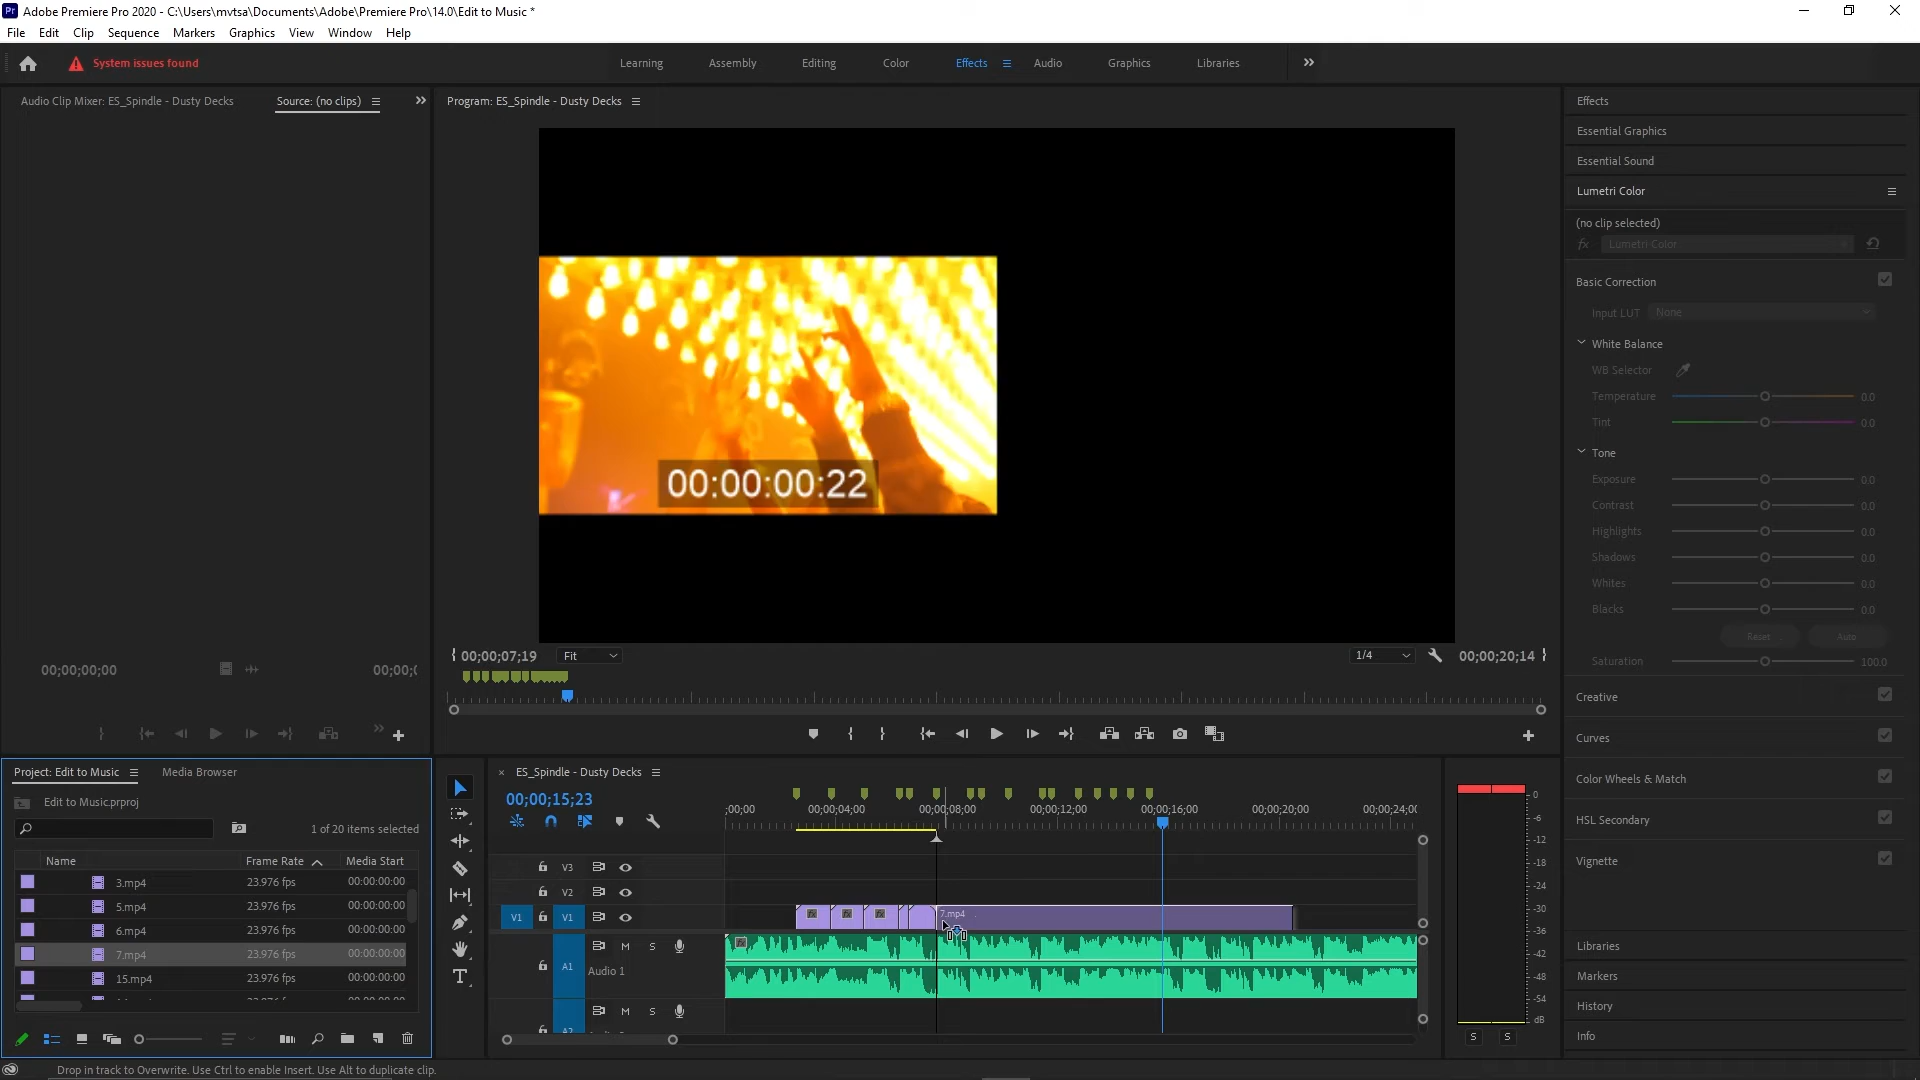 Adobe Premiere Pro 2020 - C:\Users\mvtsa\Documents\Adobe\Premiere Pro\14.0\Edit to Music *
File Edit Clip Sequence Markers Graphics View Window Help
System issues found
Learning Assembly Editing Color Effects Audio Graphics Libraries
Audio Clip Mixer: ES_Spindle - Dusty Decks
Source: (no clips)
Program: ES_Spindle - Dusty Decks
00:00:00:22
00;00;00;00
00;00;0
00;00;07;19
Fit
1/4
00;00;20;14
Effects
Essential Graphics
Essential Sound
Lumetri Color
(no clip selected)
fx Lumetri Color
Basic Correction
Input LUT None
White Balance
WB Selector
Temperature 0.0
Tint 0.0
Tone
Exposure 0.0
Contrast 0.0
Highlights 0.0
Shadows 0.0
Whites 0.0
Blacks 0.0
Reset Auto
Saturation 100.0
Creative
Curves
Color Wheels & Match
HSL Secondary
Vignette
Libraries
Markers
History
Info
Project: Edit to Music
Media Browser
Edit to Music.prproj
1 of 20 items selected
Name Frame Rate Media Start
3.mp4 23.976 fps 00:00:00:00
5.mp4 23.976 fps 00:00:00:00
6.mp4 23.976 fps 00:00:00:00
7.mp4 23.976 fps 00:00:00:00
15.mp4 23.976 fps 00:00:00:00
ES_Spindle - Dusty Decks
00;00;15;23
;00;00 00;00;04;00 00;00;08;00 00;00;12;00 00;00;16;00 00;00;20;00 00;00;24;00
V3
V2
V1 V1
7.mp4
A1 M S
Audio 1
A2 M S
0
-6
-12
-18
-24
-30
-36
-42
-48
-54
dB
S S
Drop in track to Overwrite. Use Ctrl to enable Insert. Use Alt to duplicate clip.